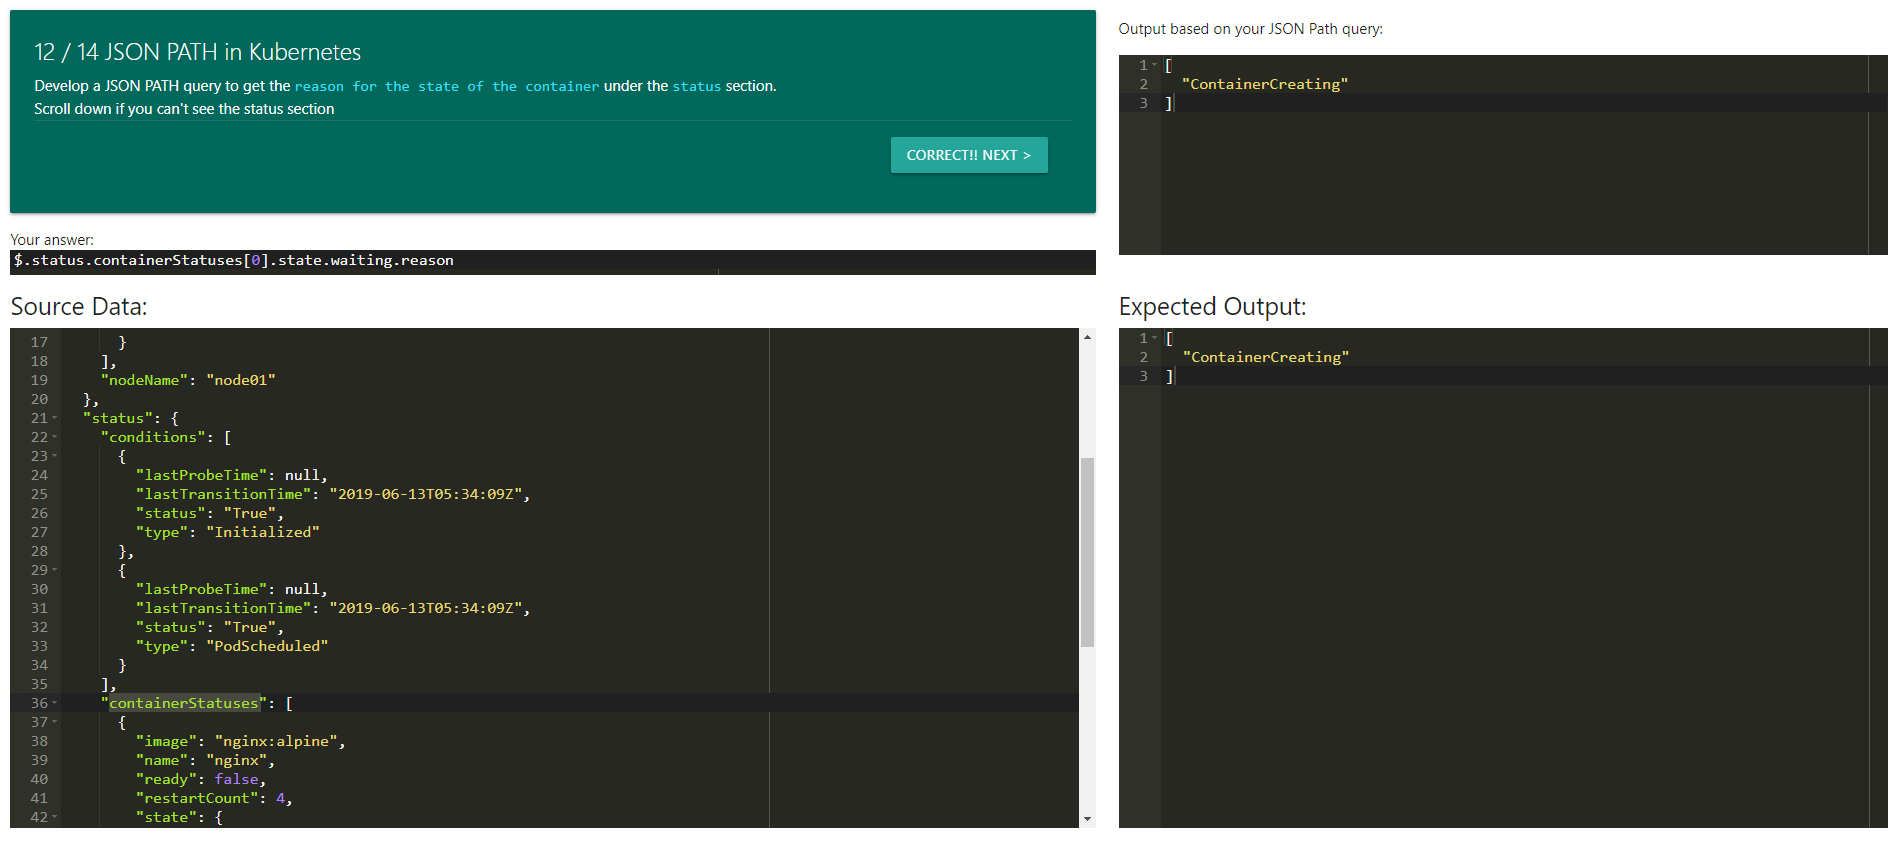 12 / 14 JSON PATH in Kubernetes
Develop a JSON PATH query to get the reason for the state of the container under the status section.
Scroll down if you can't see the status section
CORRECT!! NEXT >
Your answer:
$.status.containerStatuses[0].state.waiting.reason
Source Data:
17 }
18 ],
19 "nodeName": "node01"
20 },
21 "status": {
22 "conditions": [
23 {
24 "lastProbeTime": null,
25 "lastTransitionTime": "2019-06-13T05:34:09Z",
26 "status": "True",
27 "type": "Initialized"
28 },
29 {
30 "lastProbeTime": null,
31 "lastTransitionTime": "2019-06-13T05:34:09Z",
32 "status": "True",
33 "type": "PodScheduled"
34 }
35 ],
36 "containerStatuses": [
37 {
38 "image": "nginx:alpine",
39 "name": "nginx",
40 "ready": false,
41 "restartCount": 4,
42 "state": {
Output based on your JSON Path query:
1 [
2 "ContainerCreating"
3 ]
Expected Output:
1 [
2 "ContainerCreating"
3 ]